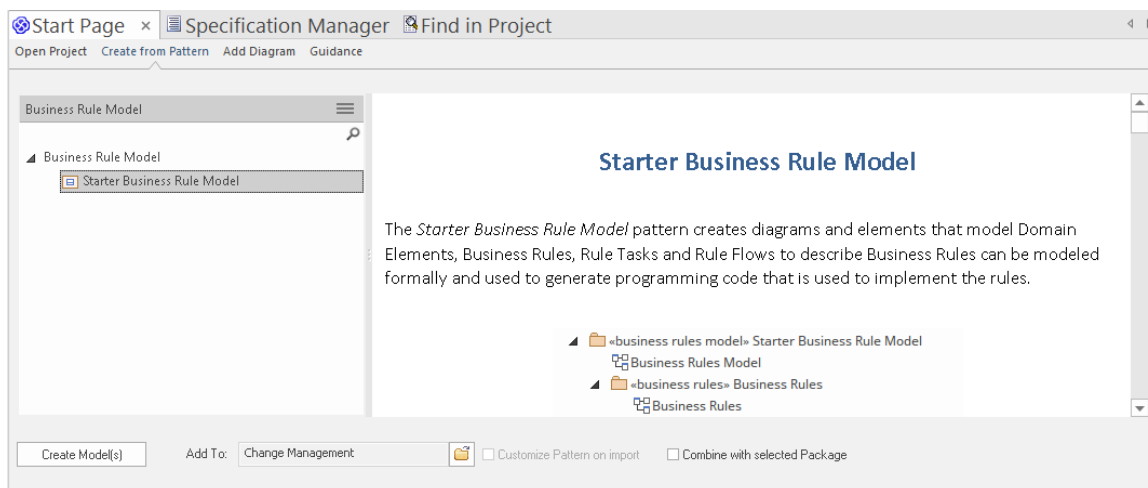 Start Page × Specification Manager Find in Project
Open Project Create from Pattern Add Diagram Guidance
Business Rule Model
Business Rule Model
Starter Business Rule Model
Starter Business Rule Model
The Starter Business Rule Model pattern creates diagrams and elements that model Domain
Elements, Business Rules, Rule Tasks and Rule Flows to describe Business Rules can be modeled
formally and used to generate programming code that is used to implement the rules.
«business rules model» Starter Business Rule Model
Business Rules Model
«business rules» Business Rules
Business Rules
Create Model(s) Add To: Change Management Customize Pattern on import Combine with selected Package